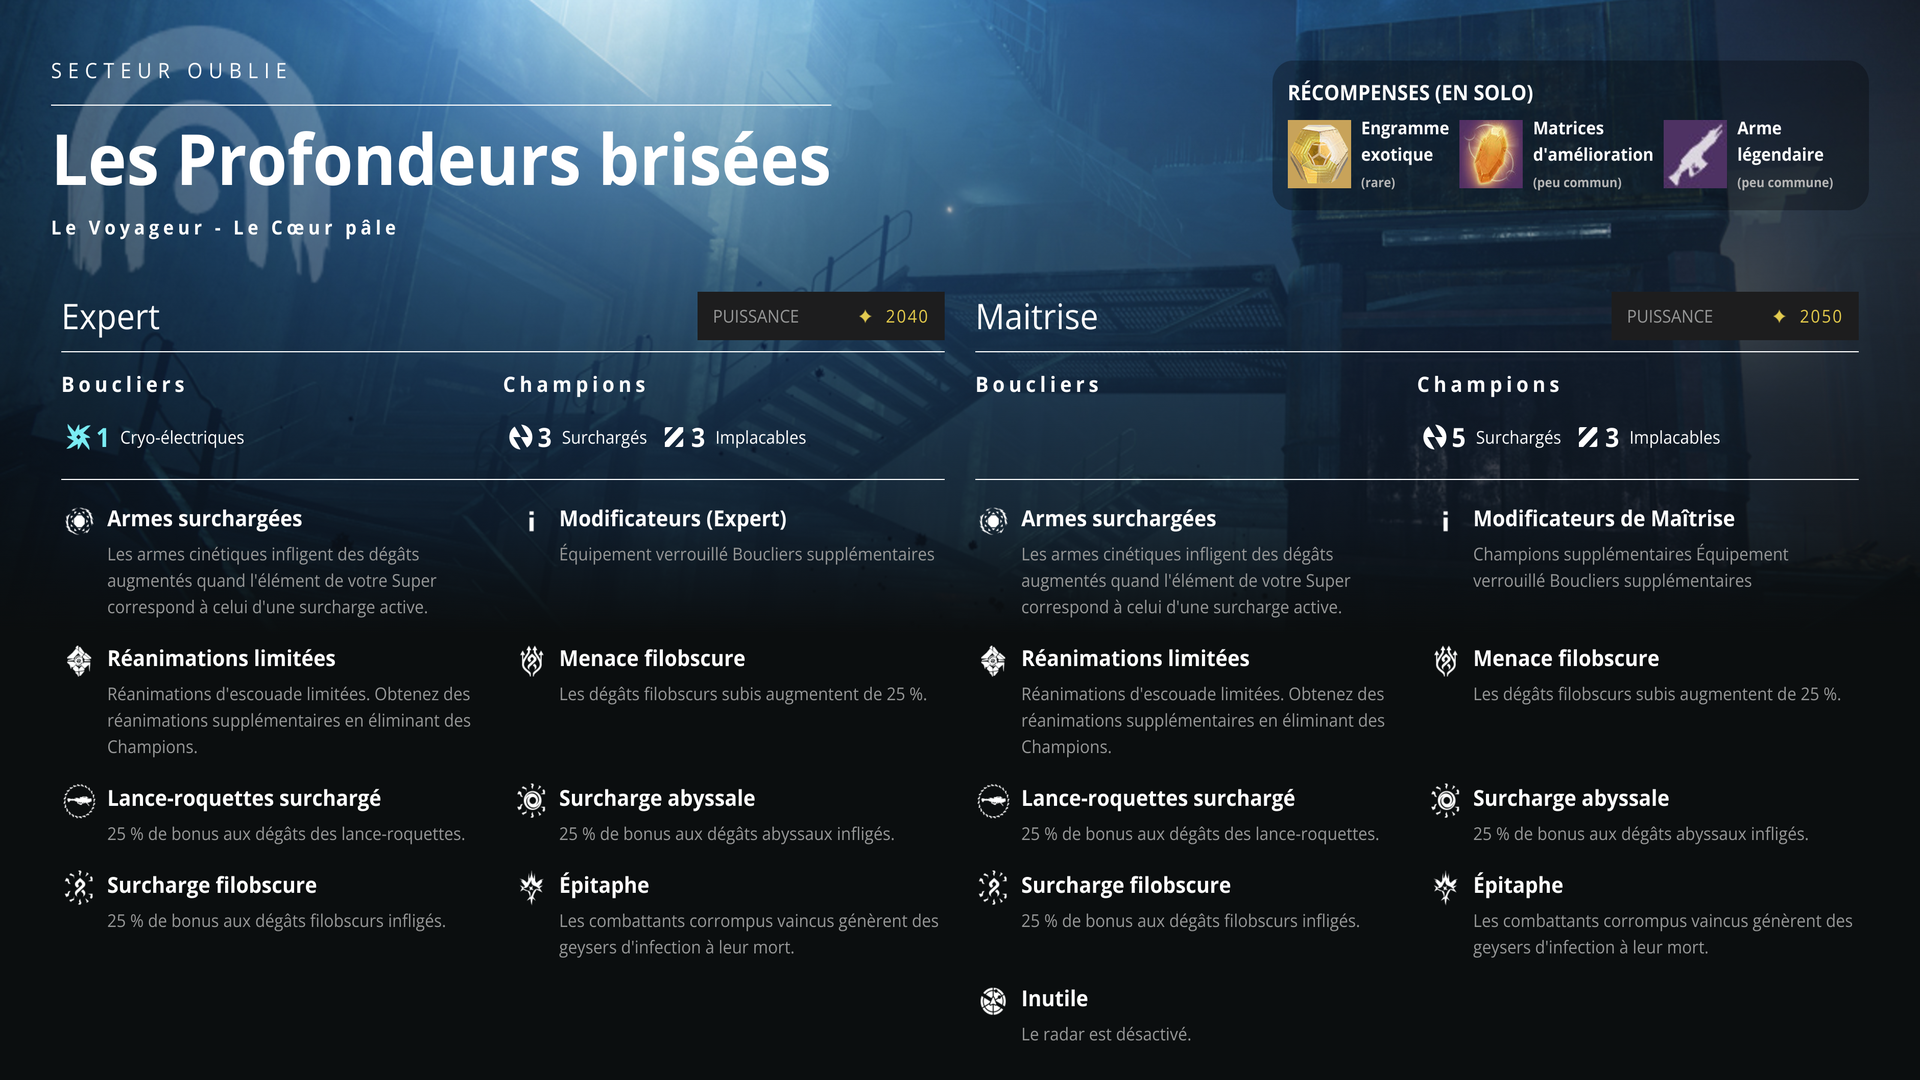 SECTEUR OUBLIE
Les Profondeurs brisées
Le Voyageur - Le Cœur pâle
RÉCOMPENSES (EN SOLO)
Engramme
exotique
(rare)
Matrices
d'amélioration
(peu commun)
Arme
légendaire
(peu commune)
Expert
PUISSANCE 2040
Boucliers
1 Cryo-électriques
Champions
3 Surchargés 3 Implacables
Armes surchargées
Les armes cinétiques infligent des dégâts
augmentés quand l'élément de votre Super
correspond à celui d'une surcharge active.
Modificateurs (Expert)
Équipement verrouillé Boucliers supplémentaires
Réanimations limitées
Réanimations d'escouade limitées. Obtenez des
réanimations supplémentaires en éliminant des
Champions.
Menace filobscure
Les dégâts filobscurs subis augmentent de 25 %.
Lance-roquettes surchargé
25 % de bonus aux dégâts des lance-roquettes.
Surcharge abyssale
25 % de bonus aux dégâts abyssaux infligés.
Surcharge filobscure
25 % de bonus aux dégâts filobscurs infligés.
Épitaphe
Les combattants corrompus vaincus génèrent des
geysers d'infection à leur mort.
Maitrise
PUISSANCE 2050
Boucliers
Champions
5 Surchargés 3 Implacables
Armes surchargées
Les armes cinétiques infligent des dégâts
augmentés quand l'élément de votre Super
correspond à celui d'une surcharge active.
Modificateurs de Maîtrise
Champions supplémentaires Équipement
verrouillé Boucliers supplémentaires
Réanimations limitées
Réanimations d'escouade limitées. Obtenez des
réanimations supplémentaires en éliminant des
Champions.
Menace filobscure
Les dégâts filobscurs subis augmentent de 25 %.
Lance-roquettes surchargé
25 % de bonus aux dégâts des lance-roquettes.
Surcharge abyssale
25 % de bonus aux dégâts abyssaux infligés.
Surcharge filobscure
25 % de bonus aux dégâts filobscurs infligés.
Épitaphe
Les combattants corrompus vaincus génèrent des
geysers d'infection à leur mort.
Inutile
Le radar est désactivé.